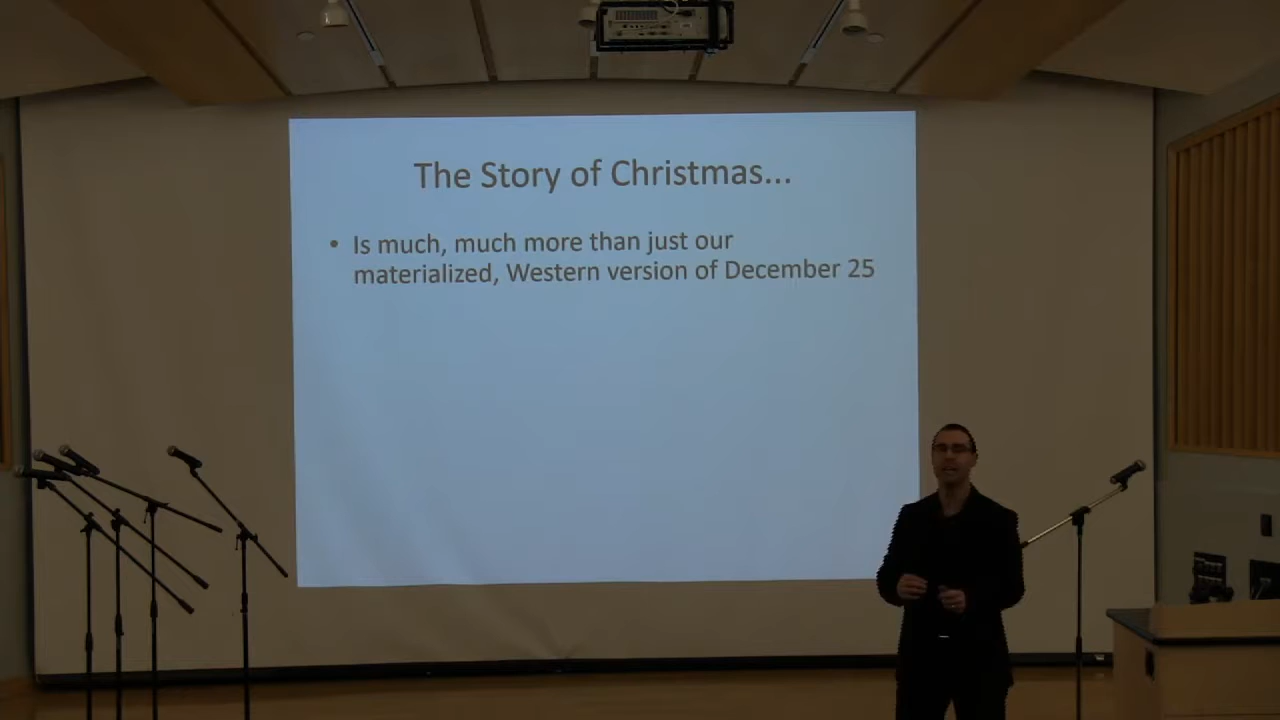 The Story of Christmas...
• Is much, much more than just our
materialized, Western version of December 25